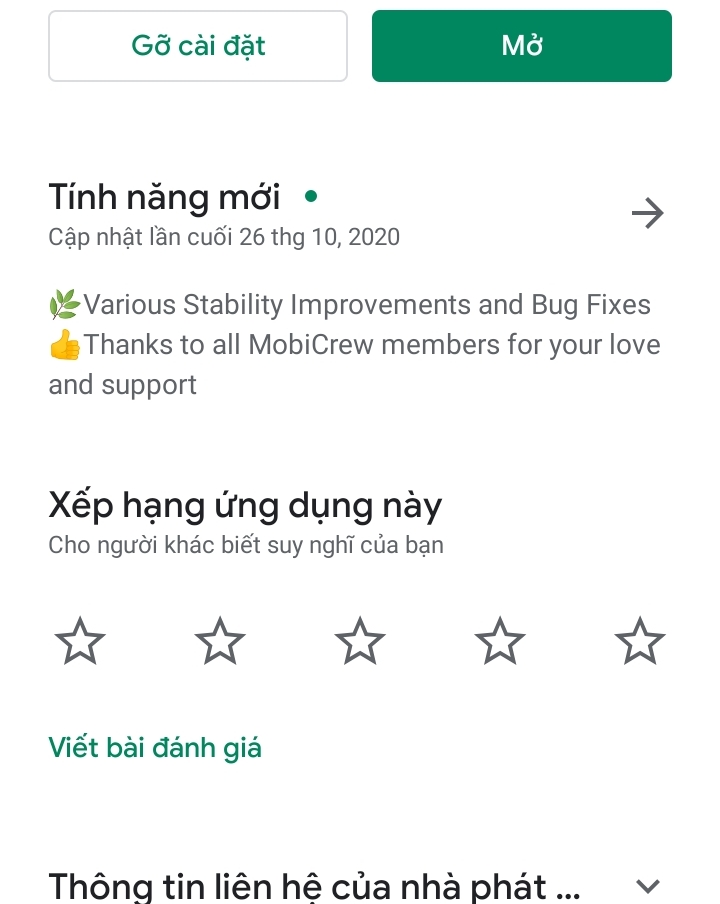 Gỡ cài đặt
Mở
Tính năng mới •
Cập nhật lần cuối 26 thg 10, 2020
🌿Various Stability Improvements and Bug Fixes
👍Thanks to all MobiCrew members for your love
and support
Xếp hạng ứng dụng này
Cho người khác biết suy nghĩ của bạn
Viết bài đánh giá
Thông tin liên hệ của nhà phát ...